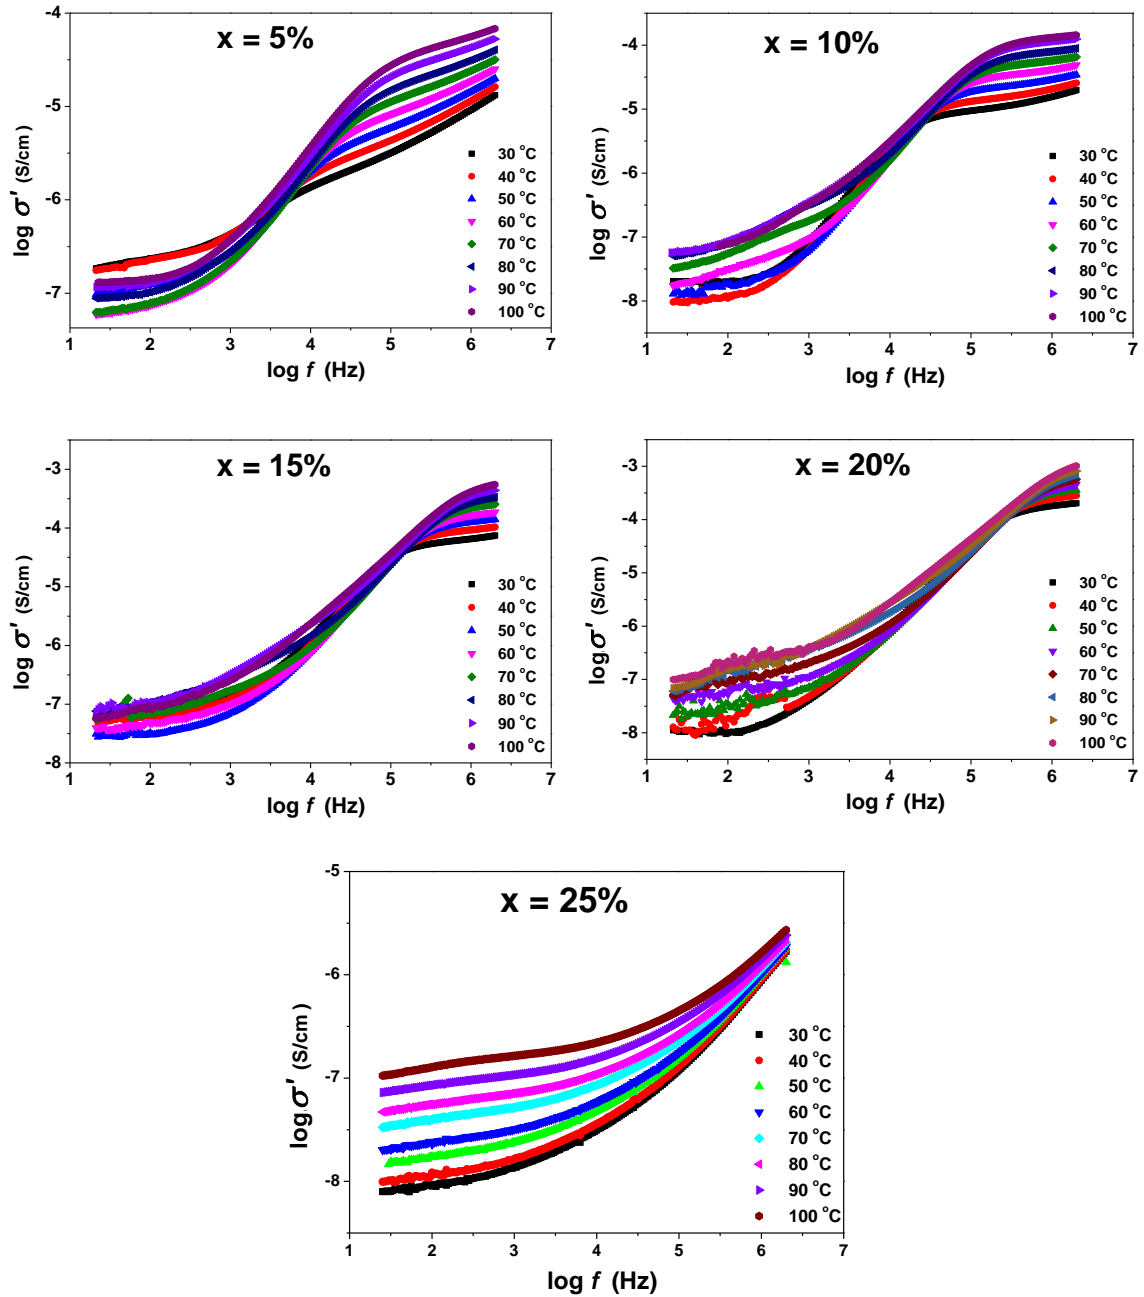 x = 5%
-4
-5
-6
-7
log σ' (S/cm)
30 °C
40 °C
50 °C
60 °C
70 °C
80 °C
90 °C
100 °C
1 2 3 4 5 6 7
log f (Hz)
x = 10%
-4
-5
-6
-7
-8
log σ' (S/cm)
30 °C
40 °C
50 °C
60 °C
70 °C
80 °C
90 °C
100 °C
1 2 3 4 5 6 7
log f (Hz)
x = 15%
-3
-4
-5
-6
-7
-8
log σ' (S/cm)
30 °C
40 °C
50 °C
60 °C
70 °C
80 °C
90 °C
100 °C
1 2 3 4 5 6 7
log f (Hz)
x = 20%
-3
-4
-5
-6
-7
-8
log σ' (S/cm)
30 °C
40 °C
50 °C
60 °C
70 °C
80 °C
90 °C
100 °C
1 2 3 4 5 6 7
log f (Hz)
x = 25%
-5
-6
-7
-8
log σ' (S/cm)
30 °C
40 °C
50 °C
60 °C
70 °C
80 °C
90 °C
100 °C
1 2 3 4 5 6 7
log f (Hz)